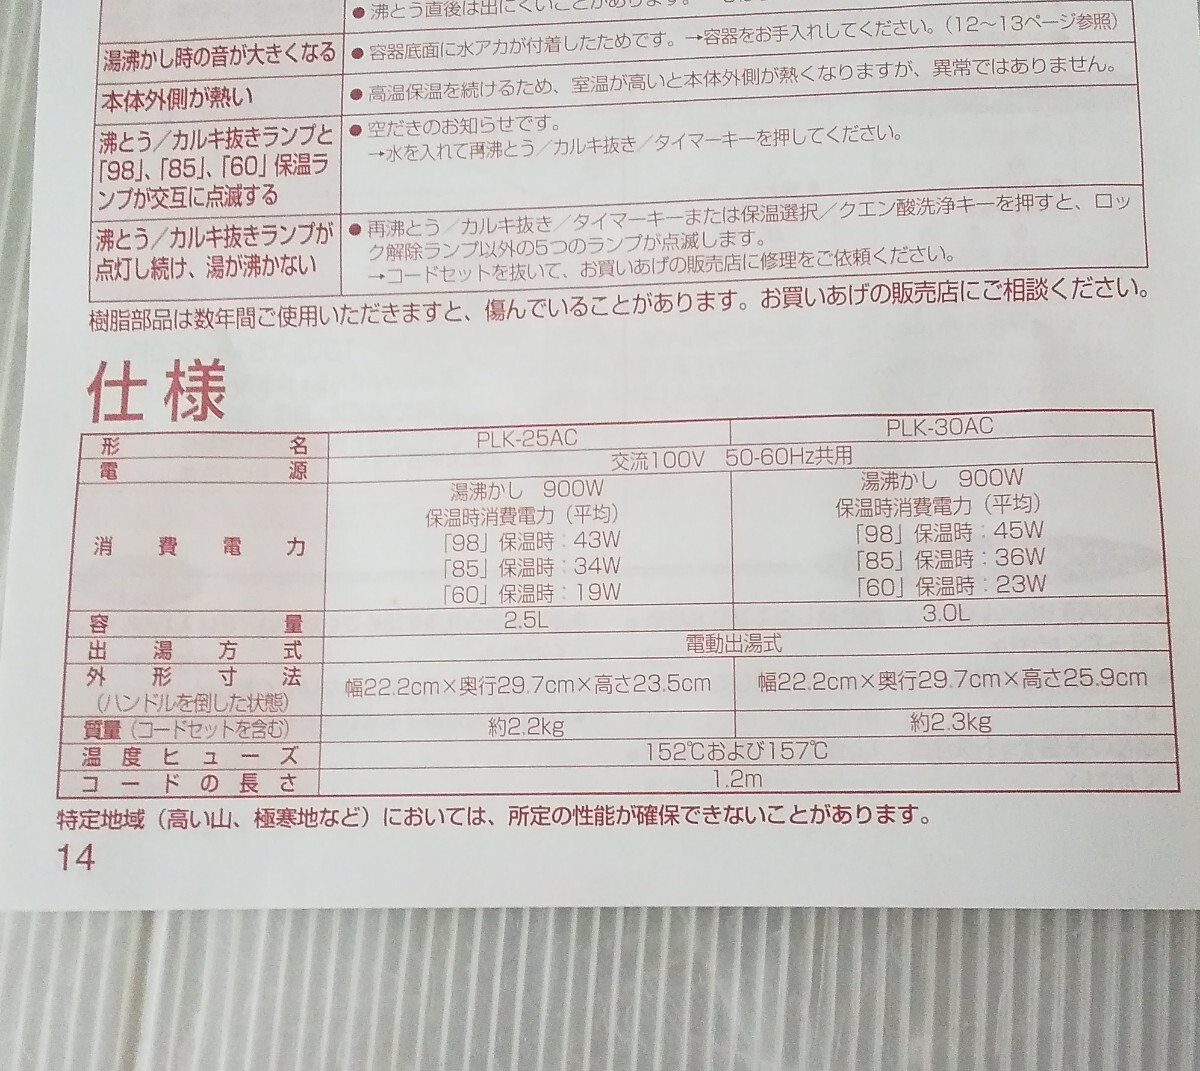 ●沸とう直後は出にくいことがあります。
湯沸かし時の音が大きくなる
●容器底面に水アカが付着したためです。→容器をお手入れしてください。(12〜13ページ参照)
本体外側が熱い
●高温保温を続けるため、室温が高いと本体外側が熱くなりますが、異常ではありません。
沸とう／カルキ抜きランプと
「98」、「85」、「60」保温ラ
ンプが交互に点滅する
●空だきのお知らせです。
→水を入れて再沸とう／カルキ抜き／タイマーキーを押してください。
沸とう／カルキ抜きランプが
点灯し続け、湯が沸かない
●再沸とう／カルキ抜き／タイマーキーまたは保温選択／クエン酸洗浄キーを押すと、ロッ
ク解除ランプ以外の5つのランプが点滅します。
→コードセットを抜いて、お買いあげの販売店に修理をご依頼ください。
樹脂部品は数年間ご使用いただきますと、傷んでいることがあります。お買いあげの販売店にご相談ください。
仕様
形名 PLK-25AC PLK-30AC
電源 交流100V 50-60Hz共用
消費電力
湯沸かし 900W
保温時消費電力(平均)
「98」保温時：43W
「85」保温時：34W
「60」保温時：19W
湯沸かし 900W
保温時消費電力(平均)
「98」保温時：45W
「85」保温時：36W
「60」保温時：23W
容量 2.5L 3.0L
出湯方式 電動出湯式
外形寸法
(ハンドルを倒した状態)
幅22.2cm×奥行29.7cm×高さ23.5cm 幅22.2cm×奥行29.7cm×高さ25.9cm
質量(コードセットを含む) 約2.2kg 約2.3kg
温度ヒューズ 152℃および157℃
コードの長さ 1.2m
特定地域(高い山、極寒地など)においては、所定の性能が確保できないことがあります。
14